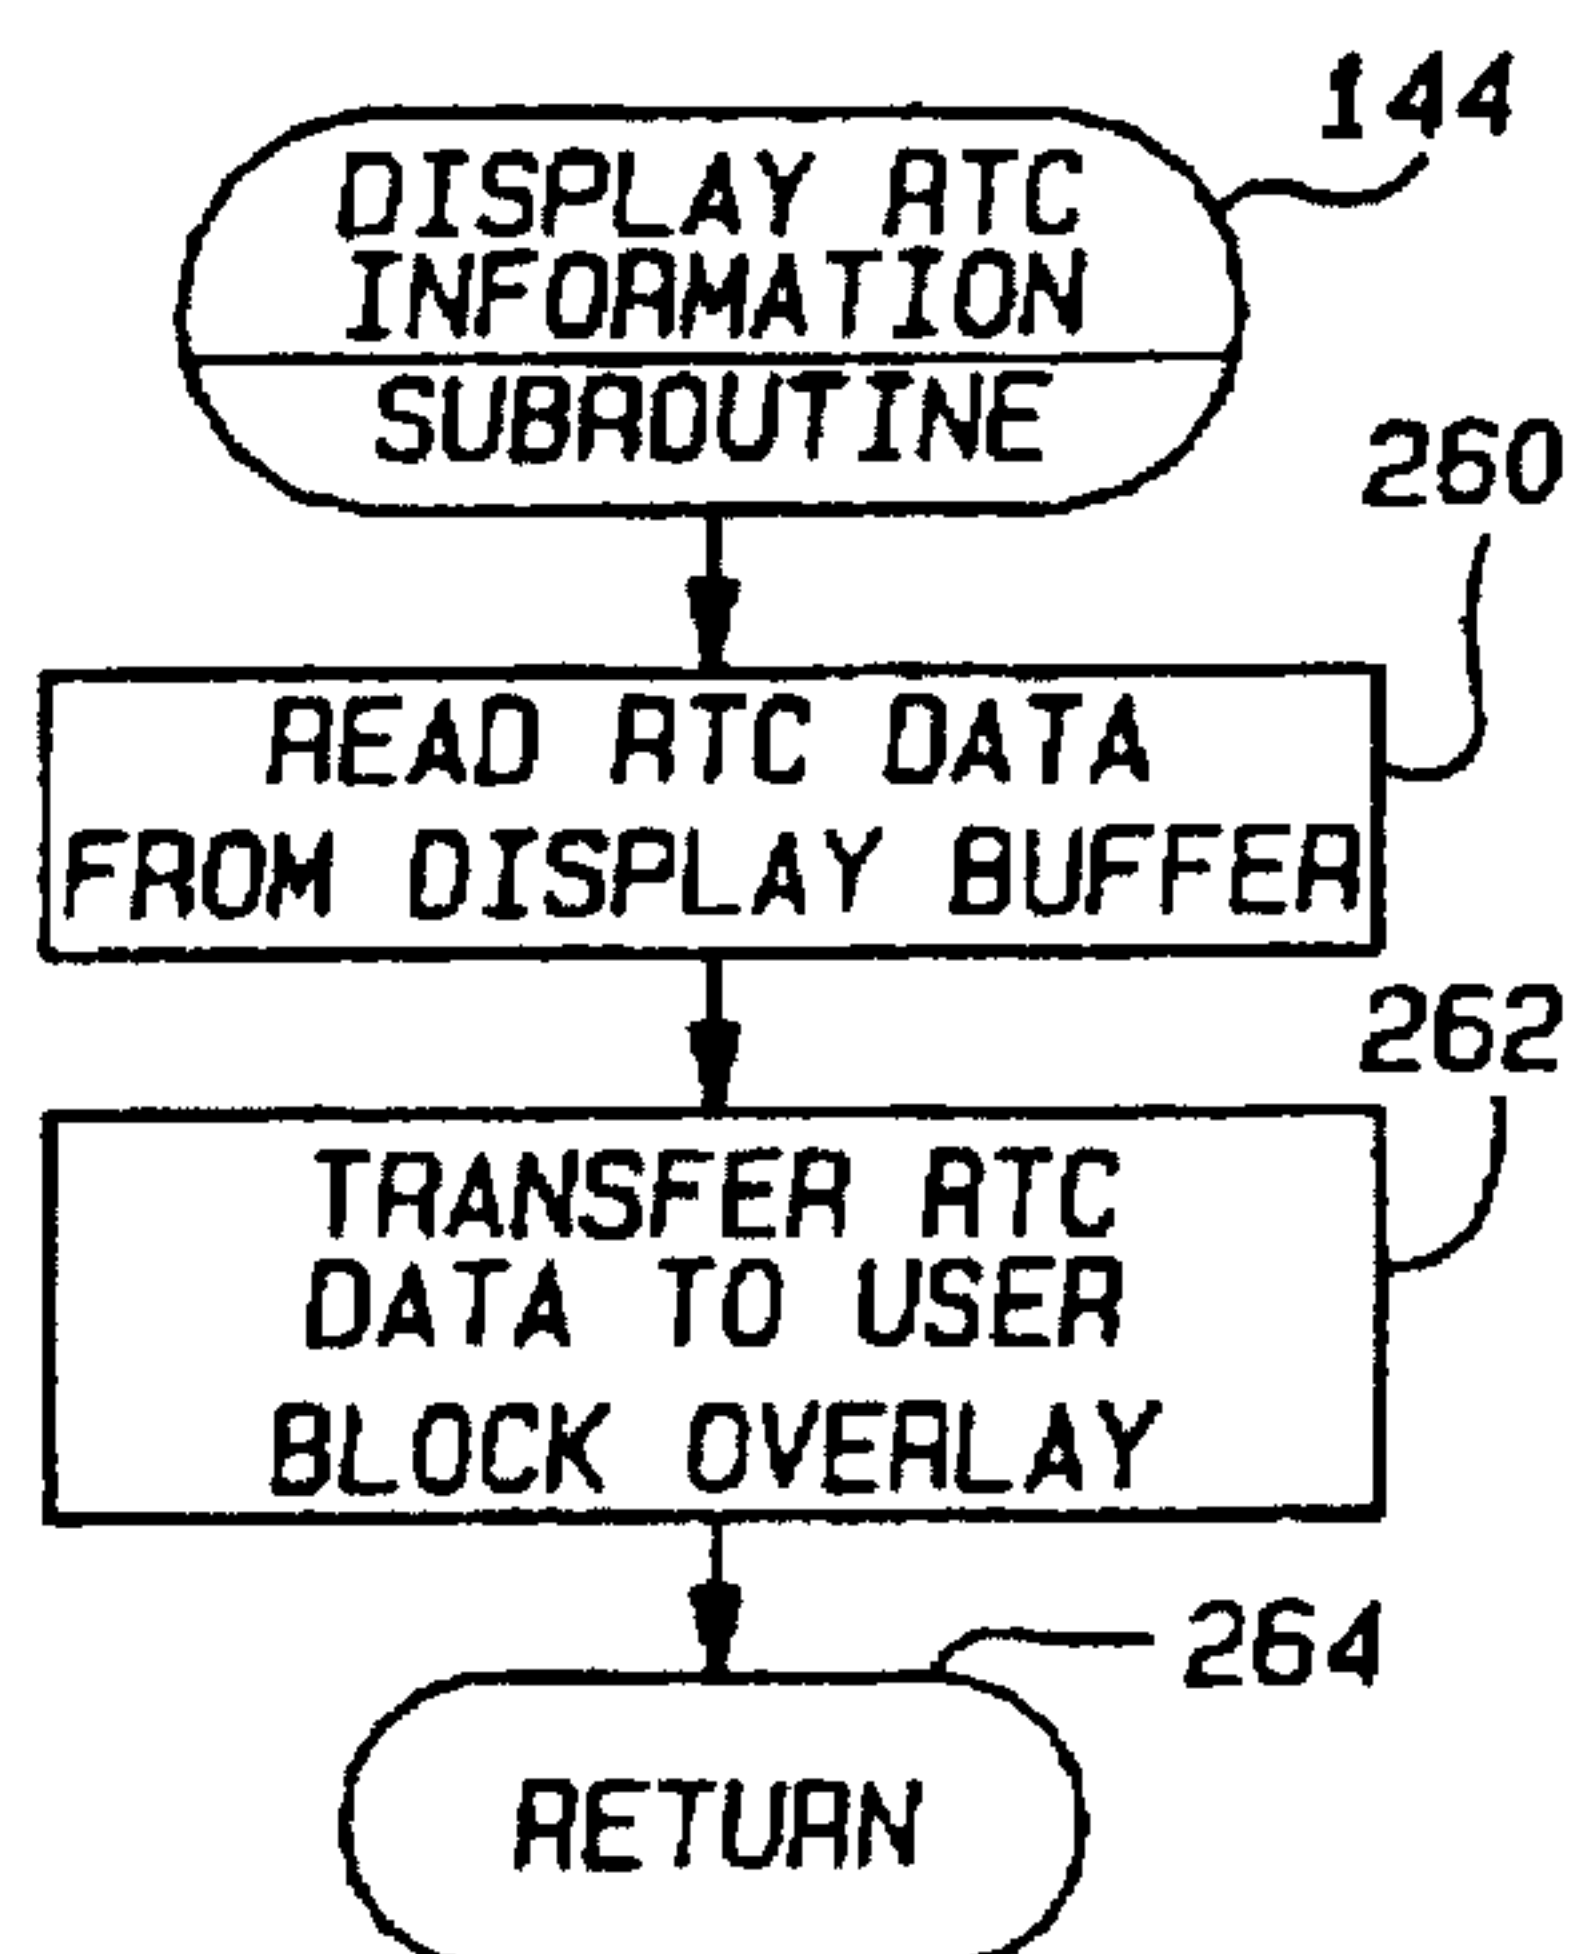 144
DISPLAY RTC
INFORMATION
SUBROUTINE
260
READ RTC DATA
FROM DISPLAY BUFFER
262
TRANSFER RTC
DATA TO USER
BLOCK OVERLAY
264
RETURN